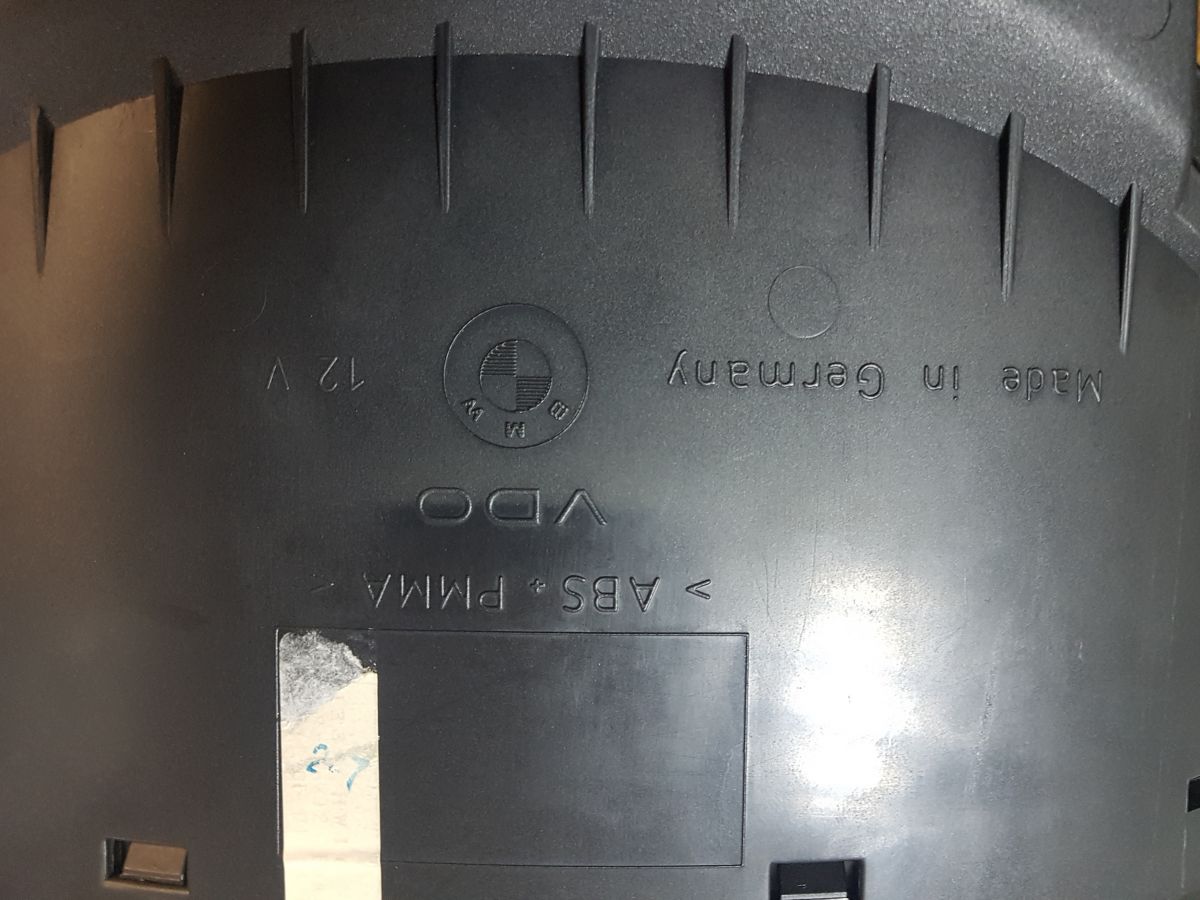 > ABS + PMMA <
VDO
Made in Germany BMW 12 V